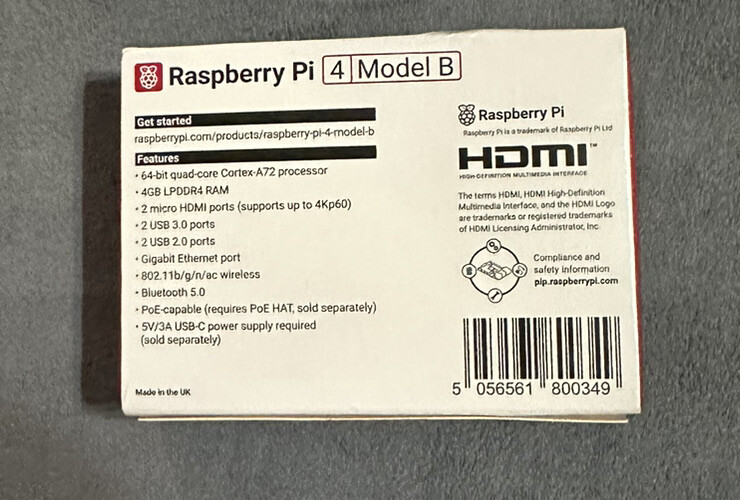 Raspberry Pi 4 Model B
Get started
raspberrypi.com/products/raspberry-pi-4-model-b
Features
• 64-bit quad-core Cortex-A72 processor
• 4GB LPDDR4 RAM
• 2 micro HDMI ports (supports up to 4Kp60)
• 2 USB 3.0 ports
• 2 USB 2.0 ports
• Gigabit Ethernet port
• 802.11b/g/n/ac wireless
• Bluetooth 5.0
• PoE-capable (requires PoE HAT, sold separately)
• 5V/3A USB-C power supply required
(sold separately)
Made in the UK
Raspberry Pi
Raspberry Pi is a trademark of Raspberry Pi Ltd
HDMI™
HIGH-DEFINITION MULTIMEDIA INTERFACE
The terms HDMI, HDMI High-Definition
Multimedia Interface, and the HDMI Logo
are trademarks or registered trademarks
of HDMI Licensing Administrator, Inc
Compliance and
safety information
pip.raspberrypi.com
5 056561 800349